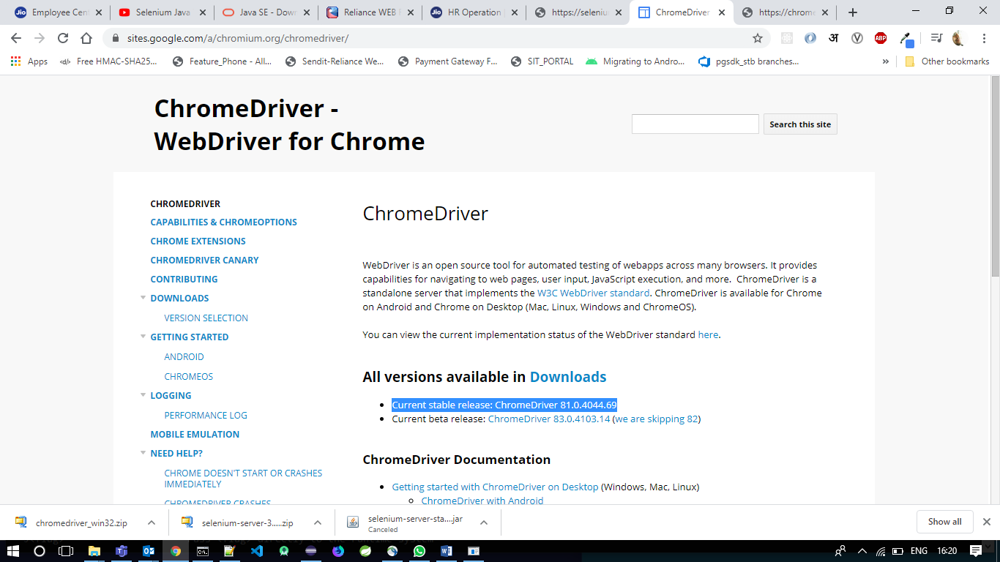 Employee Cent
Selenium Java
Java SE - Down
Reliance WEB P
HR Operation |
https://seleniu
ChromeDriver
https://chrome
sites.google.com/a/chromium.org/chromedriver/
अ
ABP
Apps
Free HMAC-SHA25...
Feature_Phone - All...
Sendit-Reliance We...
Payment Gateway F...
SIT_PORTAL
Migrating to Andro...
pgsdk_stb branches...
»
Other bookmarks
ChromeDriver -
WebDriver for Chrome
Search this site
CHROMEDRIVER
CAPABILITIES & CHROMEOPTIONS
CHROME EXTENSIONS
CHROMEDRIVER CANARY
CONTRIBUTING
DOWNLOADS
VERSION SELECTION
GETTING STARTED
ANDROID
CHROMEOS
LOGGING
PERFORMANCE LOG
MOBILE EMULATION
NEED HELP?
CHROME DOESN'T START OR CRASHES
IMMEDIATELY
CHROMEDRIVER CRASHES
ChromeDriver
WebDriver is an open source tool for automated testing of webapps across many browsers. It provides
capabilities for navigating to web pages, user input, JavaScript execution, and more. ChromeDriver is a
standalone server that implements the W3C WebDriver standard. ChromeDriver is available for Chrome
on Android and Chrome on Desktop (Mac, Linux, Windows and ChromeOS).
You can view the current implementation status of the WebDriver standard here.
All versions available in Downloads
Current stable release: ChromeDriver 81.0.4044.69
Current beta release: ChromeDriver 83.0.4103.14 (we are skipping 82)
ChromeDriver Documentation
Getting started with ChromeDriver on Desktop (Windows, Mac, Linux)
ChromeDriver with Android
chromedriver_win32.zip
selenium-server-3.....zip
selenium-server-sta....jar
Canceled
Show all
ENG
16:20